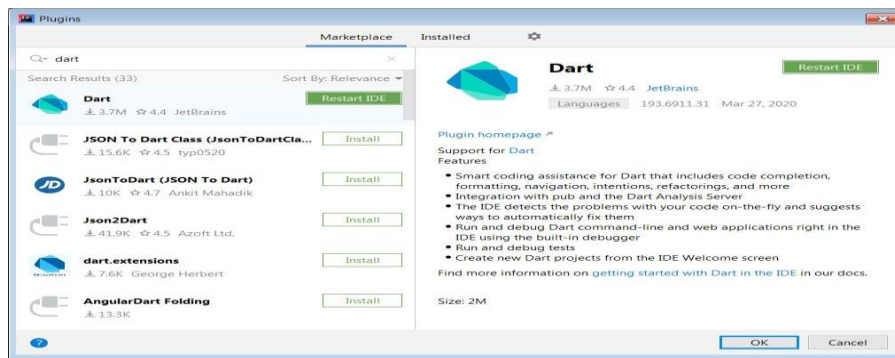 Plugins
Marketplace
Installed
dart
Search Results (33)
Sort By: Relevance
Dart
Restart IDE
3.7M 4.4 JetBrains
JSON To Dart Class (JsonToDartCla...
Install
15.6K 4.5 typ0520
JD
JsonToDart (JSON To Dart)
Install
10K 4.7 Ankit Mahadik
Json2Dart
Install
41.9K 4.5 Azoft Ltd.
dart.extensions
Install
7.6K George Herbert
AngularDart Folding
Install
13.3K
Dart
Restart IDE
3.7M 4.4 JetBrains
Languages 193.6911.31 Mar 27, 2020
Plugin homepage
Support for Dart
Features
Smart coding assistance for Dart that includes code completion,
formatting, navigation, intentions, refactorings, and more
Integration with pub and the Dart Analysis Server
The IDE detects the problems with your code on-the-fly and suggests
ways to automatically fix them
Run and debug Dart command-line and web applications right in the
IDE using the built-in debugger
Run and debug tests
Create new Dart projects from the IDE Welcome screen
Find more information on getting started with Dart in the IDE in our docs.
Size: 2M
?
OK
Cancel